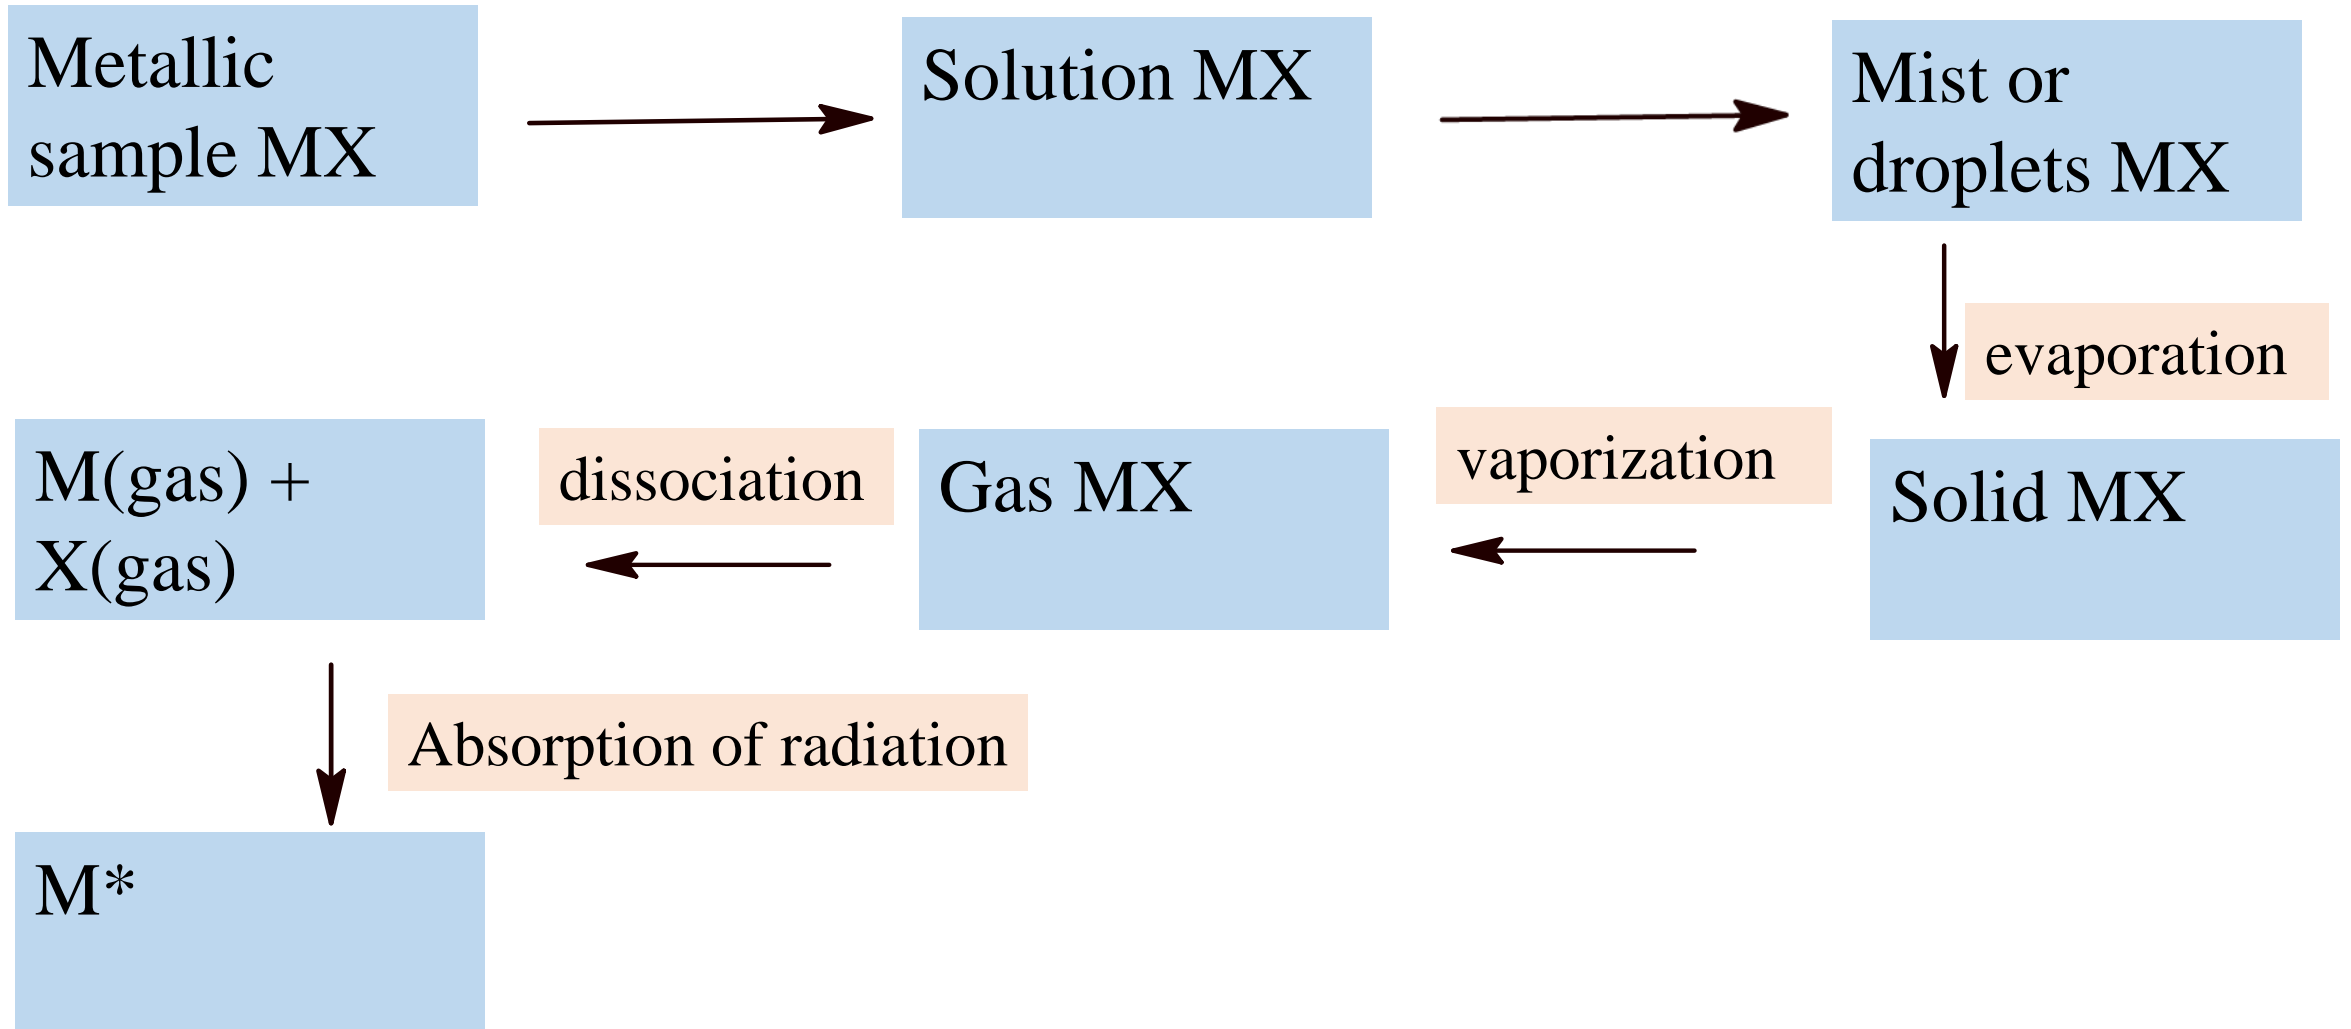 Metallic
sample MX
Solution MX
Mist or
droplets MX
evaporation
Solid MX
vaporization
Gas MX
dissociation
M(gas) +
X(gas)
Absorption of radiation
M*